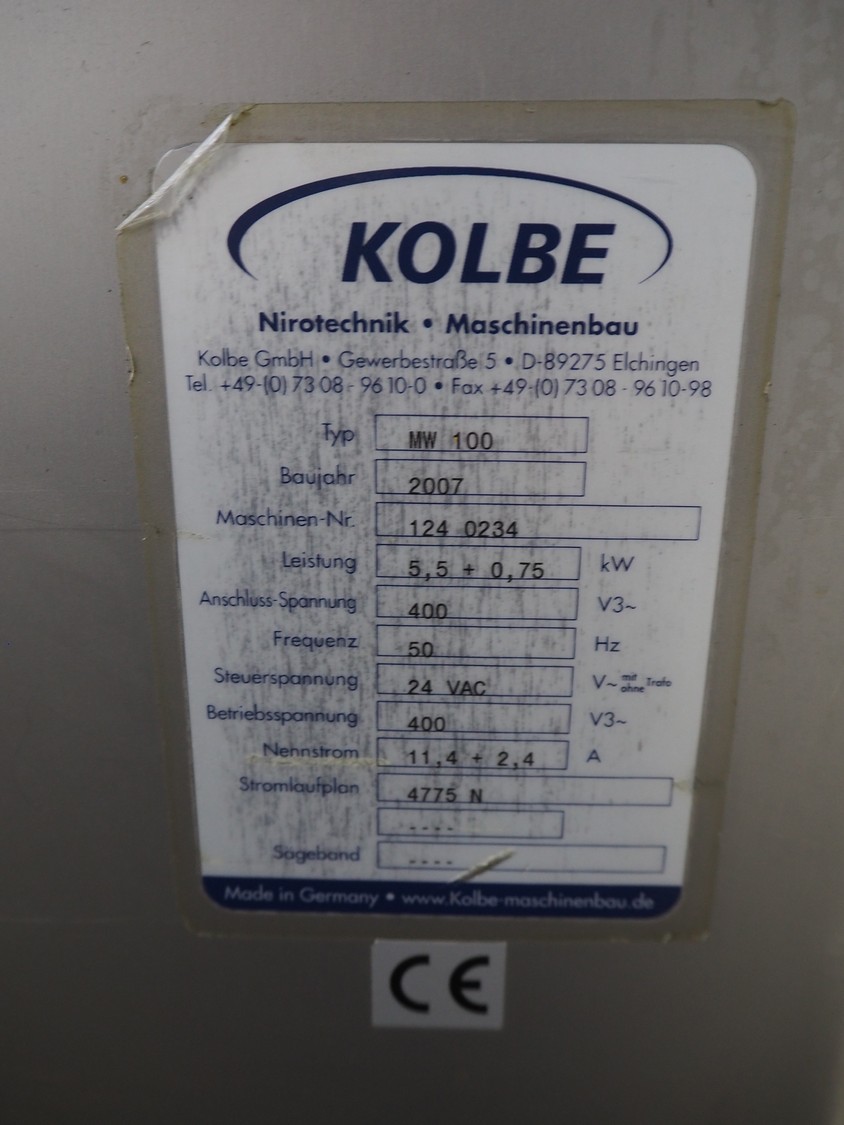 KOLBE
Nirotechnik • Maschinenbau
Kolbe GmbH • Gewerbestraße 5 • D-89275 Elchingen
Tel. +49-(0) 73 08 - 96 10-0 • Fax +49-(0) 73 08 - 96 10-98
Typ MW 100
Baujahr 2007
Maschinen-Nr. 124 0234
Leistung 5,5 + 0,75 kW
Anschluss-Spannung 400 V3~
Frequenz 50 Hz
Steuerspannung 24 VAC V~ mit ohne Trafo
Betriebsspannung 400 V3~
Nennstrom 11,4 + 2,4 A
Stromlaufplan 4775 N
----
Sägeband ----
Made in Germany • www.Kolbe-maschinenbau.de
CE